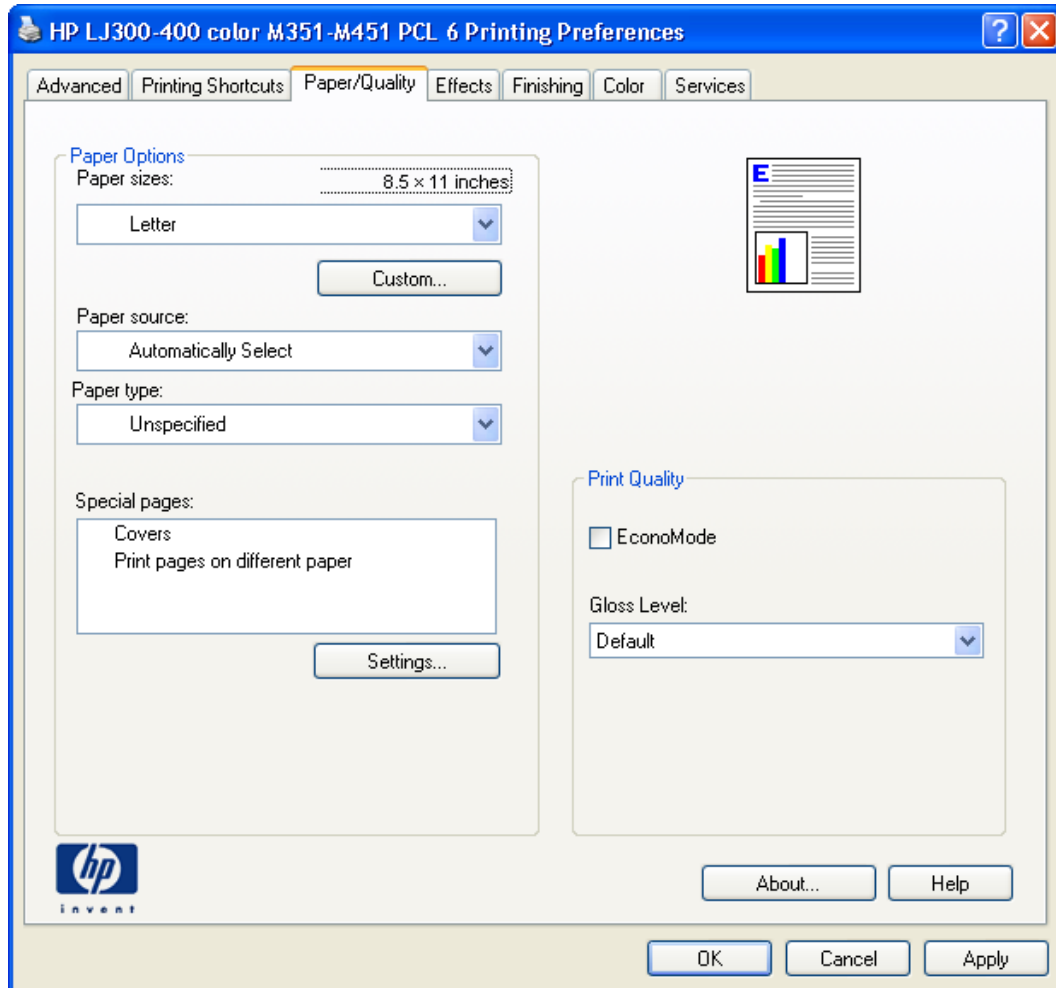 HP LJ300-400 color M351-M451 PCL 6 Printing Preferences
Advanced Printing Shortcuts Paper/Quality Effects Finishing Color Services
Paper Options
Paper sizes: 8.5 × 11 inches
Letter
Custom...
Paper source:
Automatically Select
Paper type:
Unspecified
Special pages:
Covers
Print pages on different paper
Settings...
E
Print Quality
EconoMode
Gloss Level:
Default
hp
invent
About... Help
OK Cancel Apply